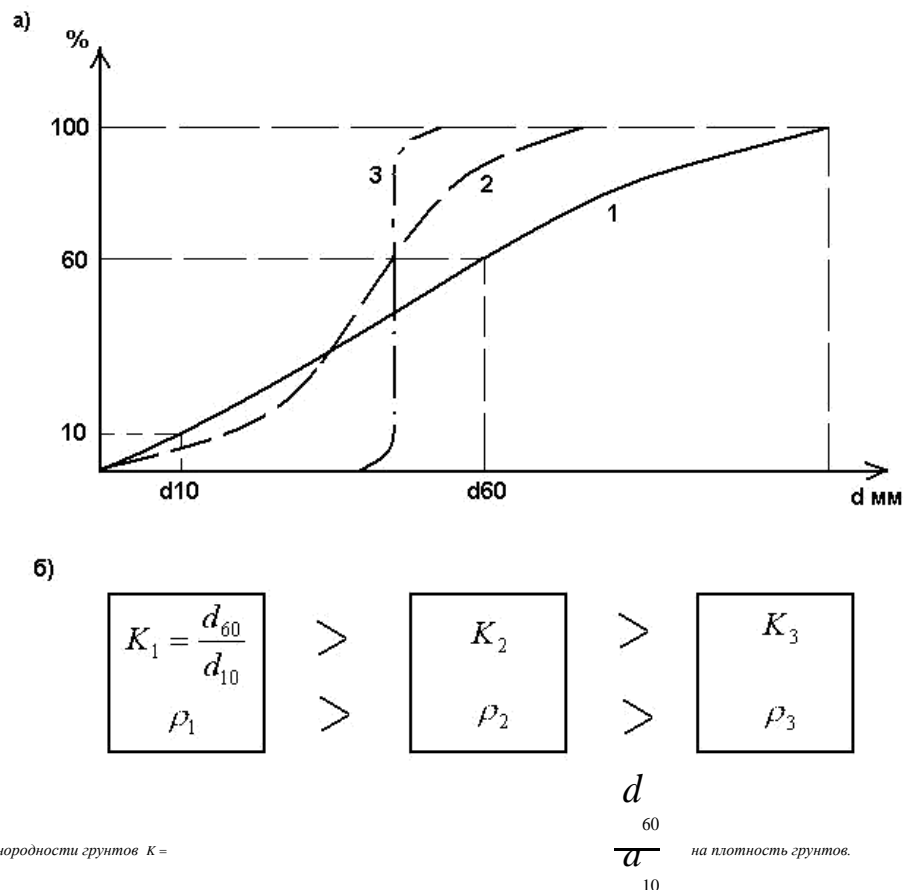 а)
%
100
3
2
1
60
10
d10
d60
d мм
б)
K₁ = d₆₀ / d₁₀ > K₂ > K₃
ρ₁ > ρ₂ > ρ₃
d
60
нородности грунтов K = a на плотность грунтов.
10